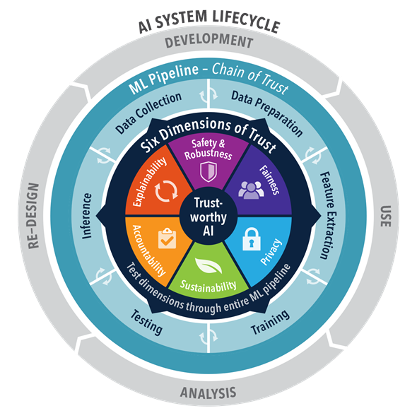 AI SYSTEM LIFECYCLE
DEVELOPMENT
USE
ANALYSIS
RE-DESIGN
ML Pipeline – Chain of Trust
Data Collection
Data Preparation
Feature Extraction
Training
Testing
Inference
Six Dimensions of Trust
Safety &
Robustness
Fairness
Privacy
Sustainability
Accountability
Explainability
Trust-
worthy
AI
Test dimensions through entire ML pipeline